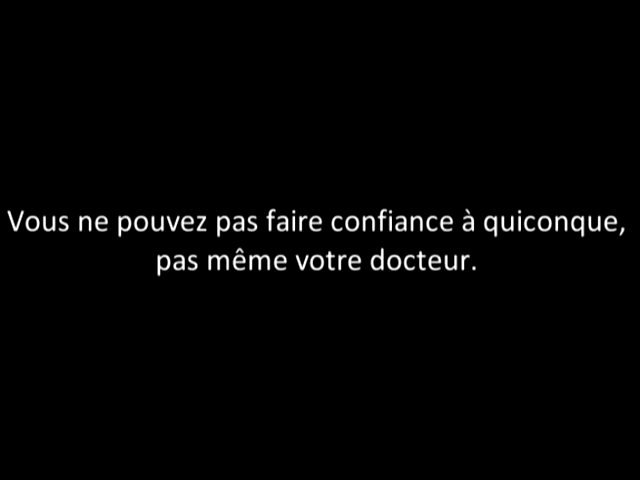 Vous ne pouvez pas faire confiance à quiconque,
pas même votre docteur.